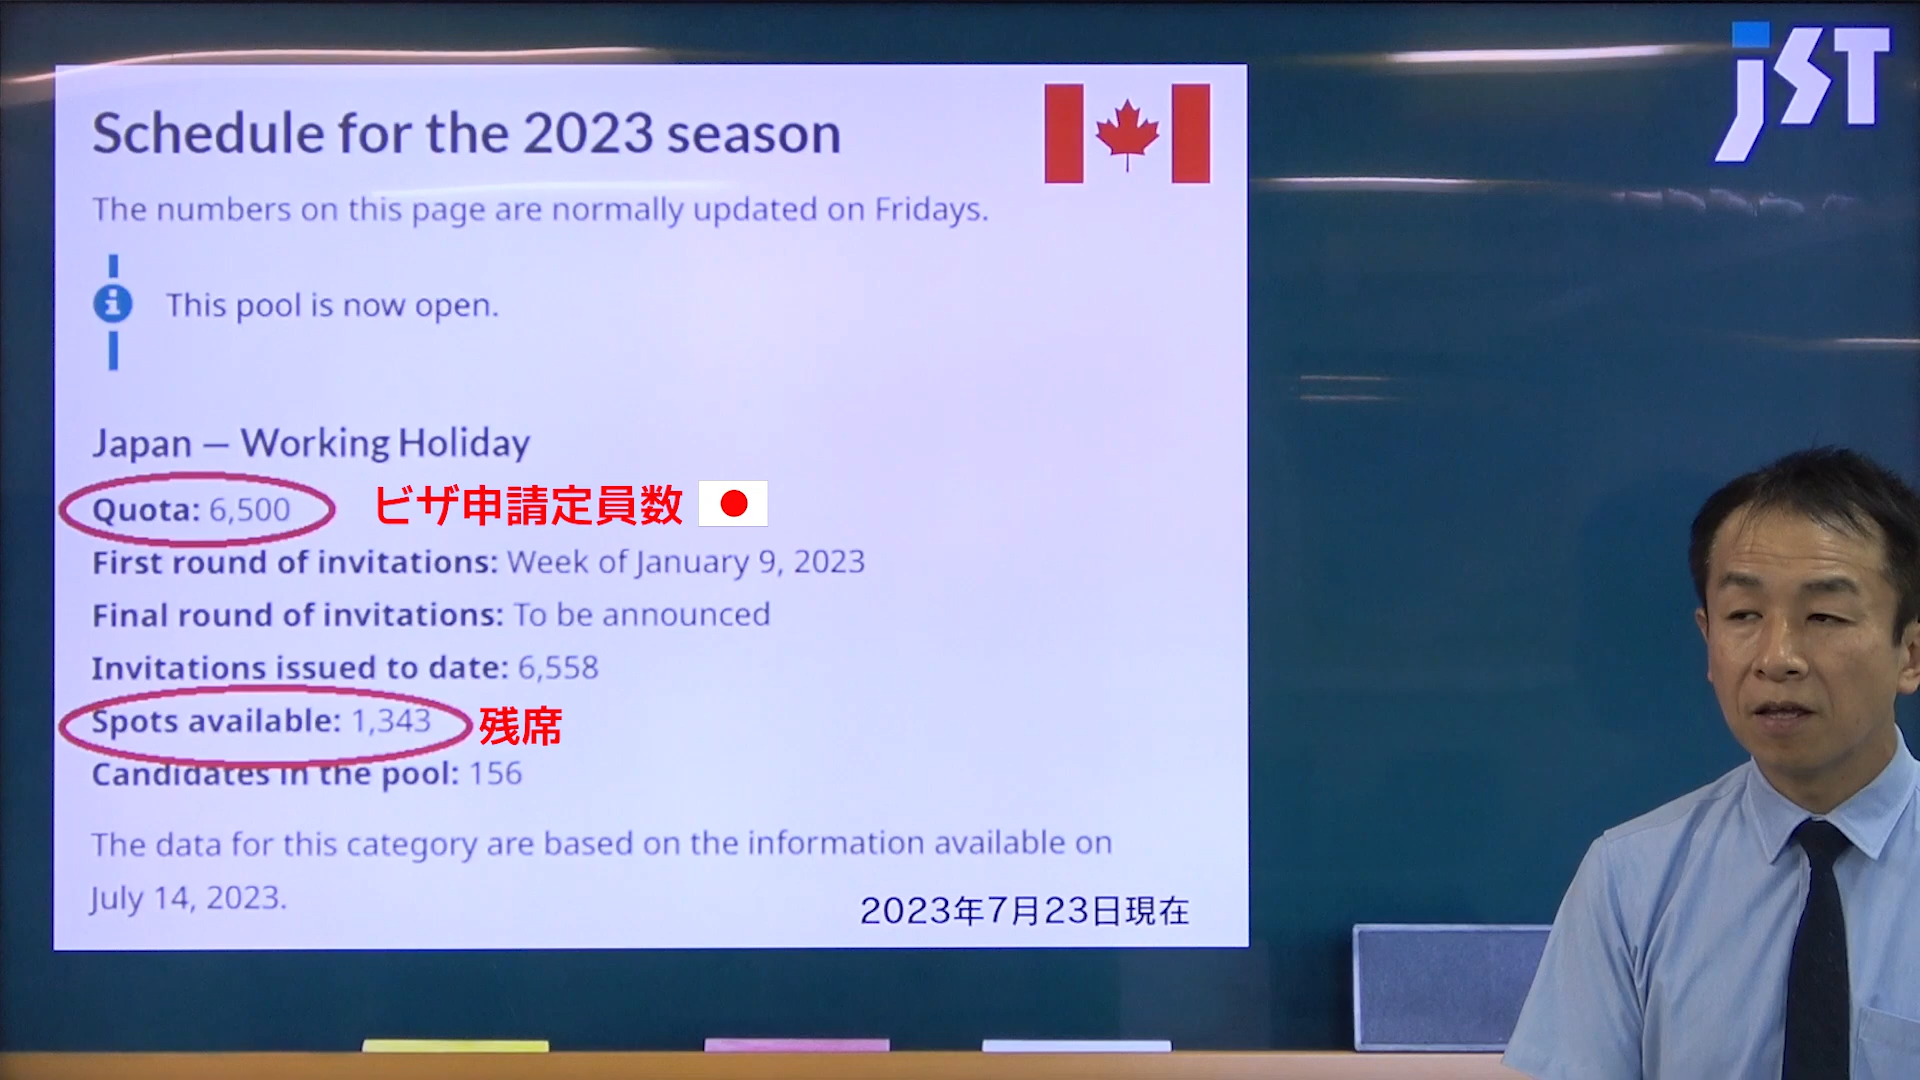 jST
Schedule for the 2023 season
The numbers on this page are normally updated on Fridays.
This pool is now open.
Japan — Working Holiday
Quota: 6,500 ビザ申請定員数
First round of invitations: Week of January 9, 2023
Final round of invitations: To be announced
Invitations issued to date: 6,558
Spots available: 1,343 残席
Candidates in the pool: 156
The data for this category are based on the information available on
July 14, 2023.
2023年7月23日現在